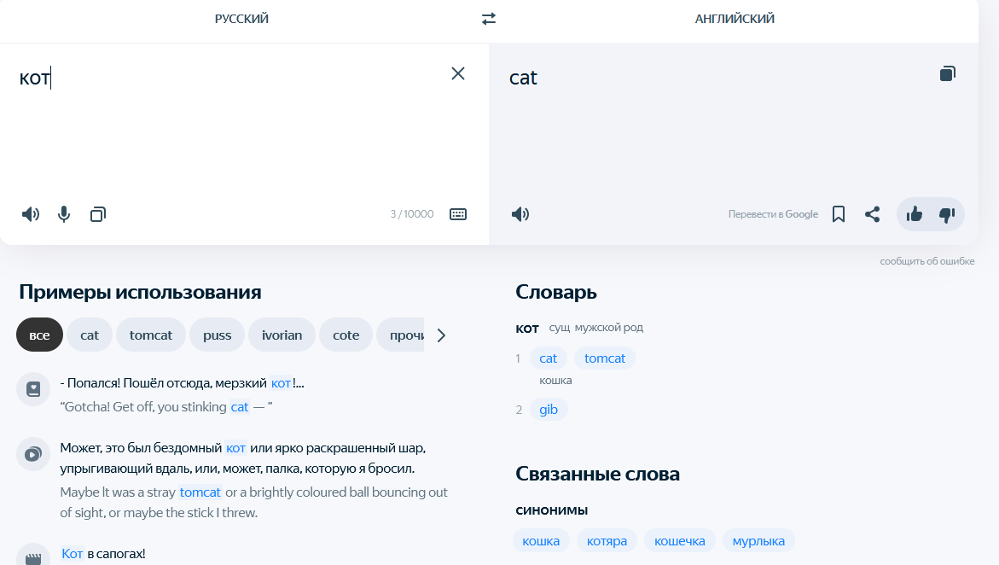 РУССКИЙ
АНГЛИЙСКИЙ
кот
cat
3 / 10000
Перевести в Google
сообщить об ошибке
Примеры использования
все cat tomcat puss ivorian cote
- Попался! Пошёл отсюда, мерзкий кот!...
“Gotcha! Get off, you stinking cat — ”
Может, это был бездомный кот или ярко раскрашенный шар,
упрыгивающий вдаль, или, может, палка, которую я бросил.
Maybe lt was a stray tomcat or a brightly coloured ball bouncing out
of sight, or maybe the stick I threw.
Кот в сапогах!
Словарь
кот сущ мужской род
1 cat tomcat
кошка
2 gib
Связанные слова
синонимы
кошка котяра кошечка мурлыка